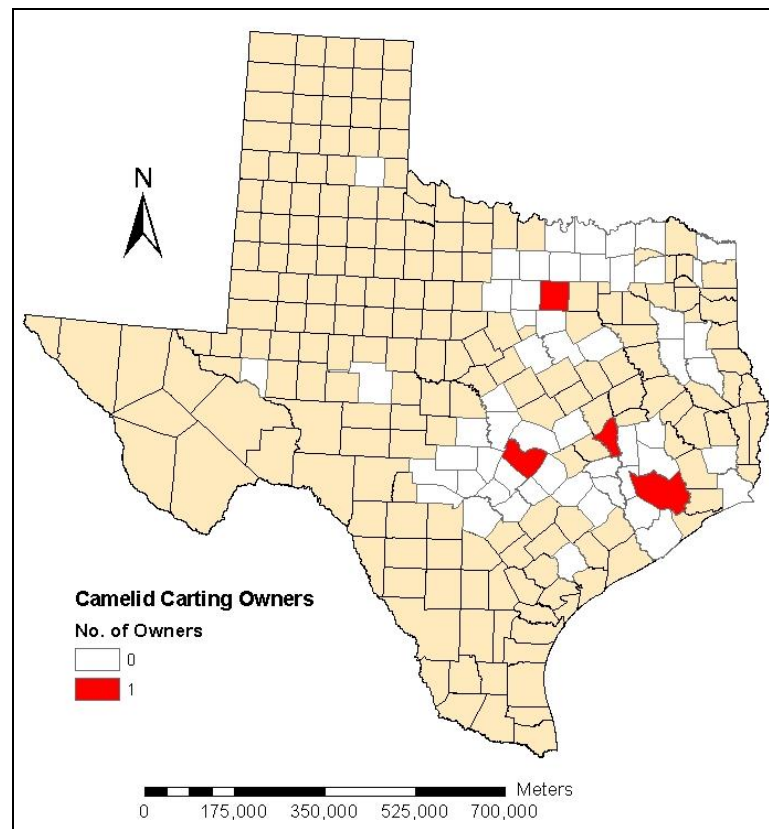 N
Camelid Carting Owners
No. of Owners
0
1
Meters
0 175,000 350,000 525,000 700,000